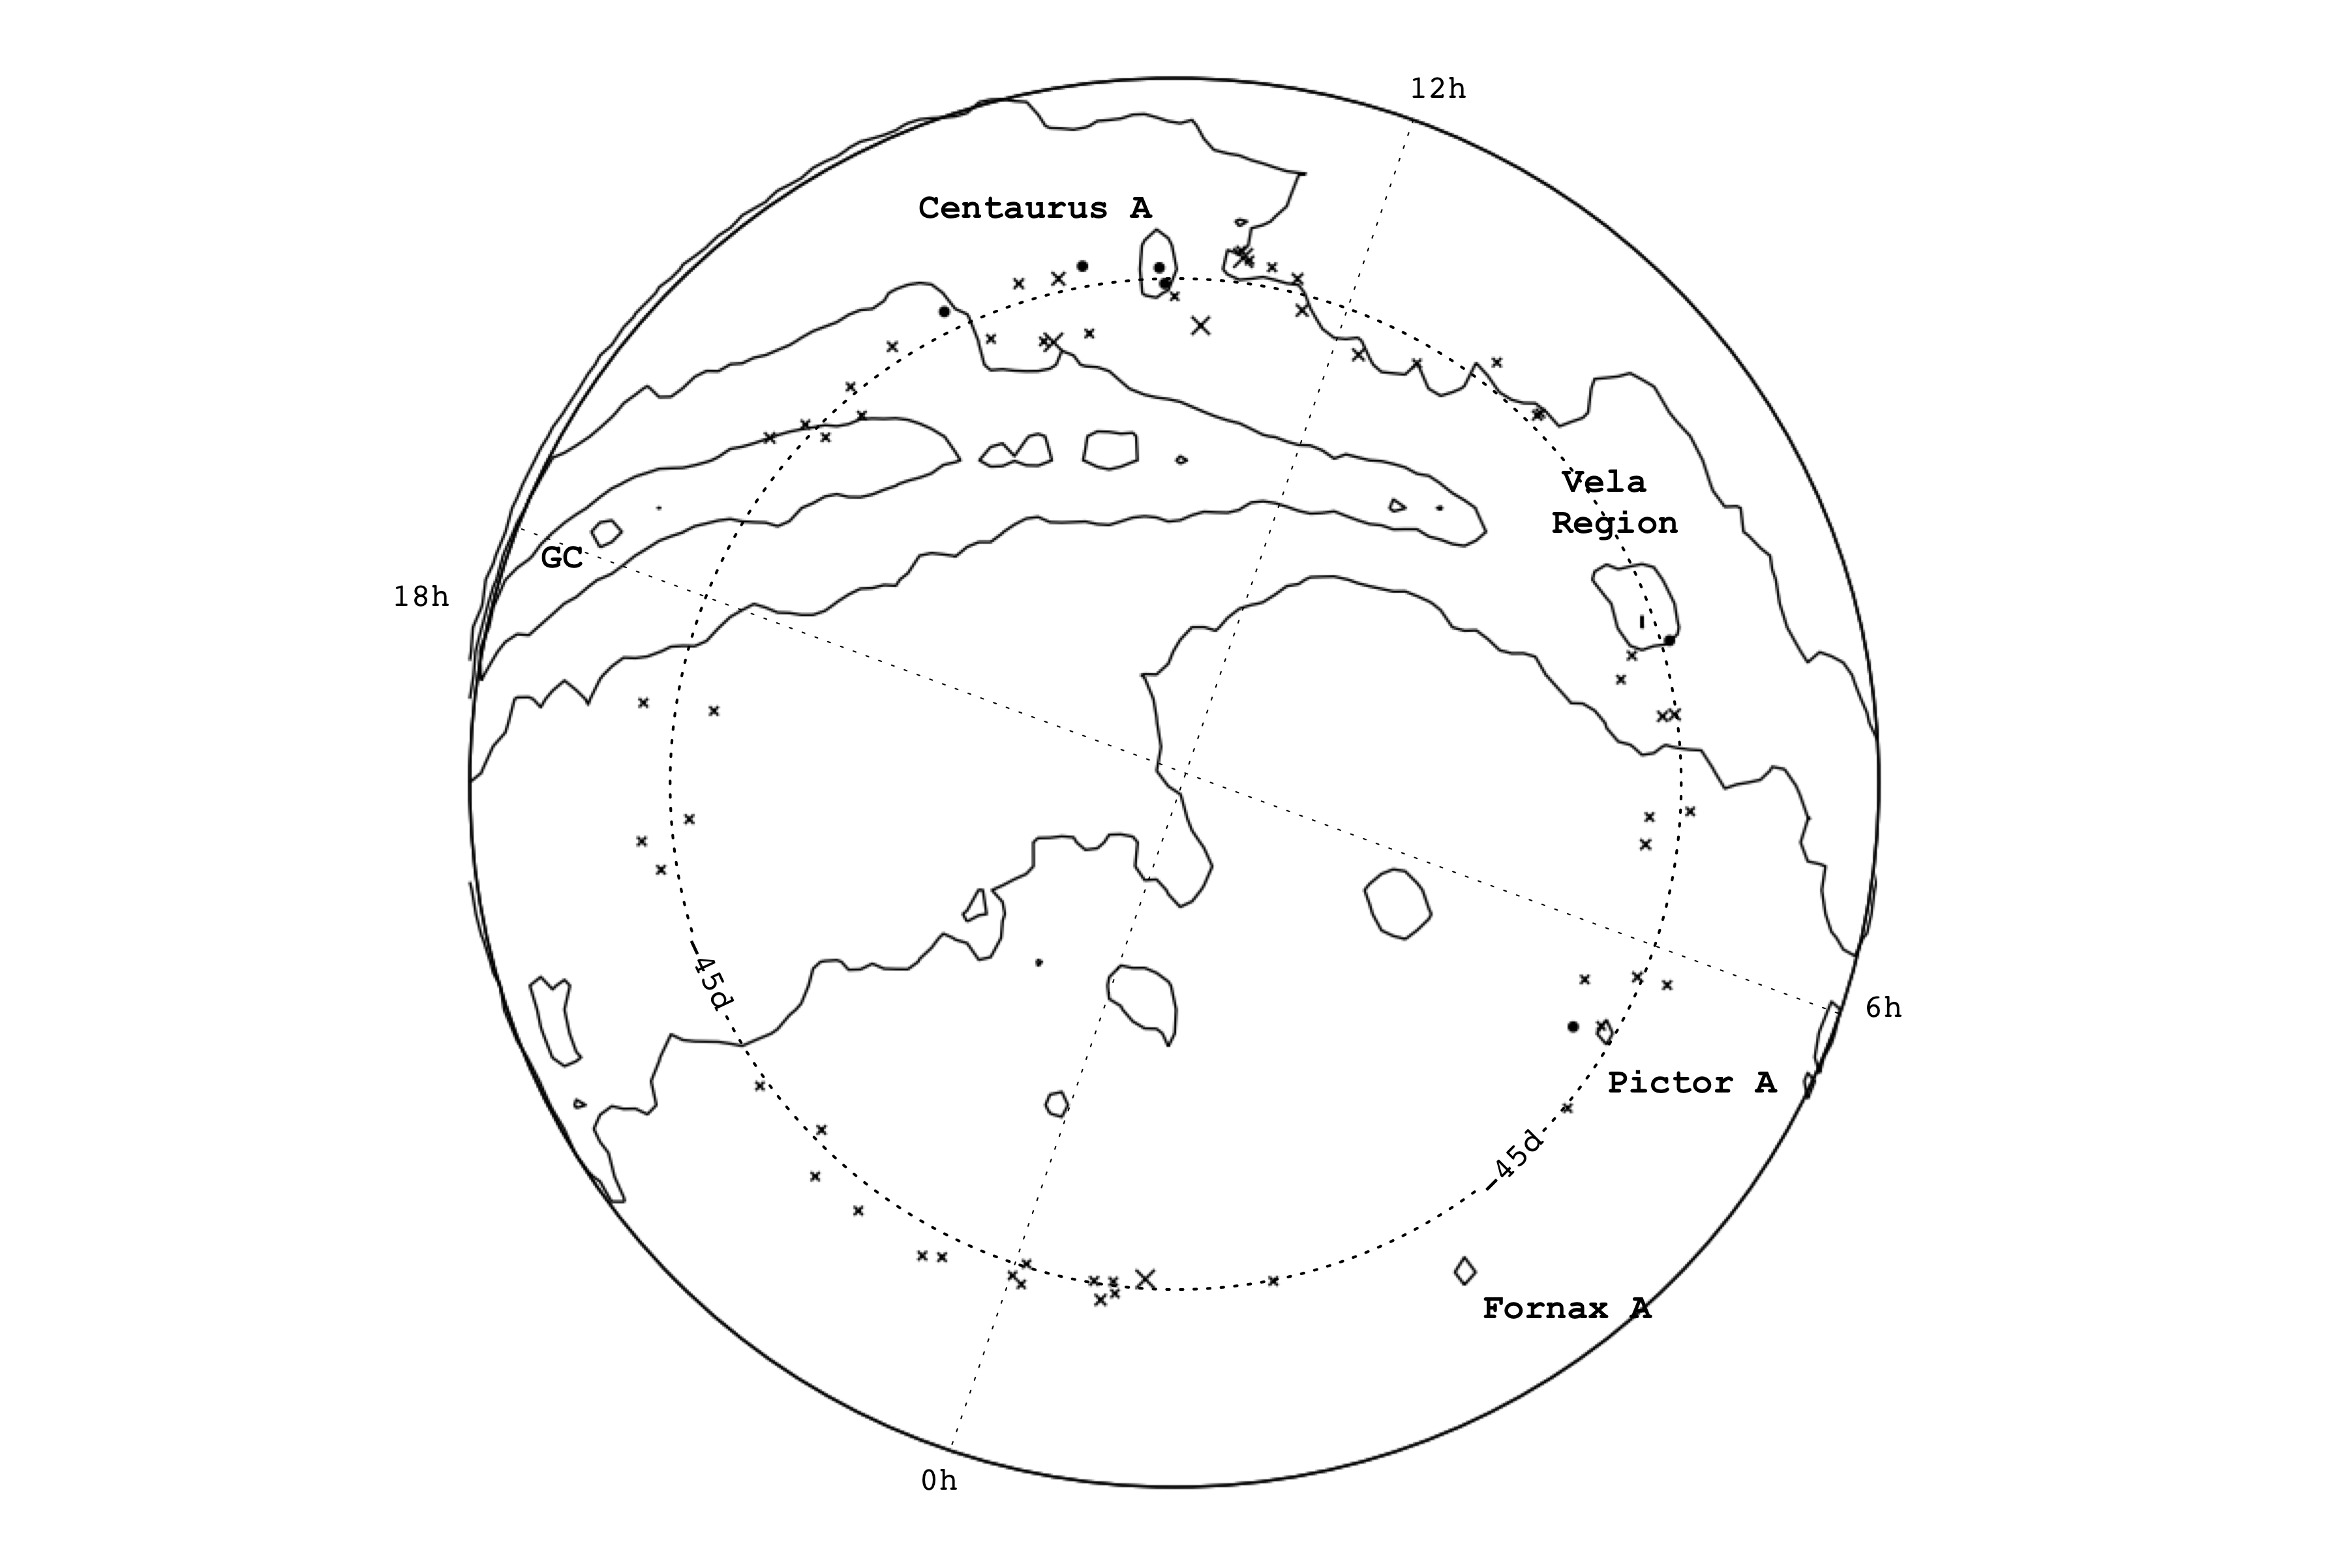 12h
Centaurus A
Vela
Region
GC
18h
45d
6h
Pictor A
45d
Fornax A
0h